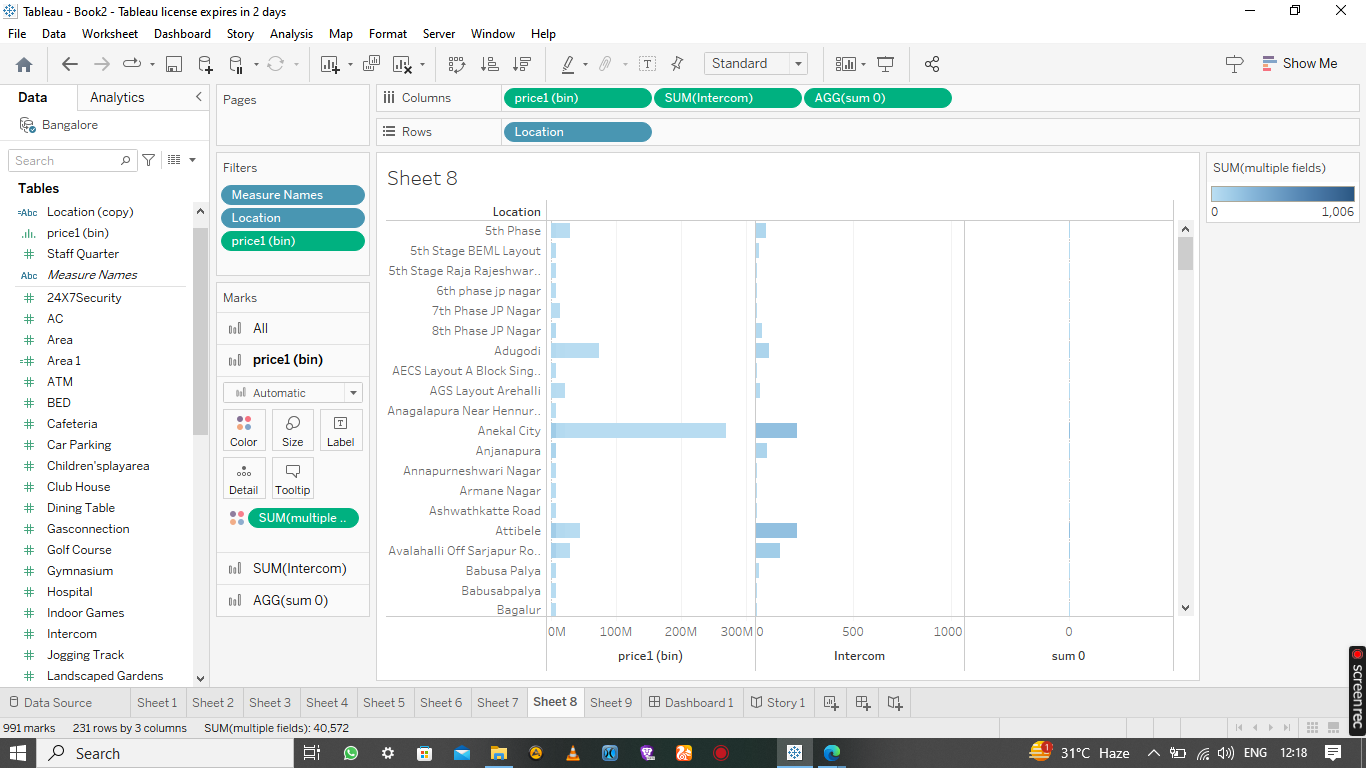 Tableau - Book2 - Tableau license expires in 2 days
File Data Worksheet Dashboard Story Analysis Map Format Server Window Help
Standard
Show Me
Data Analytics
Bangalore
Search
Tables
Abc Location (copy)
price1 (bin)
Staff Quarter
Abc Measure Names
24X7Security
AC
Area
Area 1
ATM
BED
Cafeteria
Car Parking
Children'splayarea
Club House
Dining Table
Gasconnection
Golf Course
Gymnasium
Hospital
Indoor Games
Intercom
Jogging Track
Landscaped Gardens
Pages
Filters
Measure Names
Location
price1 (bin)
Marks
All
price1 (bin)
Automatic
Color Size Label
Detail Tooltip
SUM(multiple ..
SUM(Intercom)
AGG(sum 0)
Columns price1 (bin) SUM(Intercom) AGG(sum 0)
Rows Location
Sheet 8
Location
5th Phase
5th Stage BEML Layout
5th Stage Raja Rajeshwar..
6th phase jp nagar
7th Phase JP Nagar
8th Phase JP Nagar
Adugodi
AECS Layout A Block Sing..
AGS Layout Arehalli
Anagalapura Near Hennur..
Anekal City
Anjanapura
Annapurneshwari Nagar
Armane Nagar
Ashwathkatte Road
Attibele
Avalahalli Off Sarjapur Ro..
Babusa Palya
Babusabpalya
Bagalur
0M 100M 200M 300M 0 500 1000 0
price1 (bin) Intercom sum 0
SUM(multiple fields)
0 1,006
Data Source Sheet 1 Sheet 2 Sheet 3 Sheet 4 Sheet 5 Sheet 6 Sheet 7 Sheet 8 Sheet 9 Dashboard 1 Story 1
991 marks 231 rows by 3 columns SUM(multiple fields): 40,572
screenrec
Search
1
31°C Haze
ENG
12:18